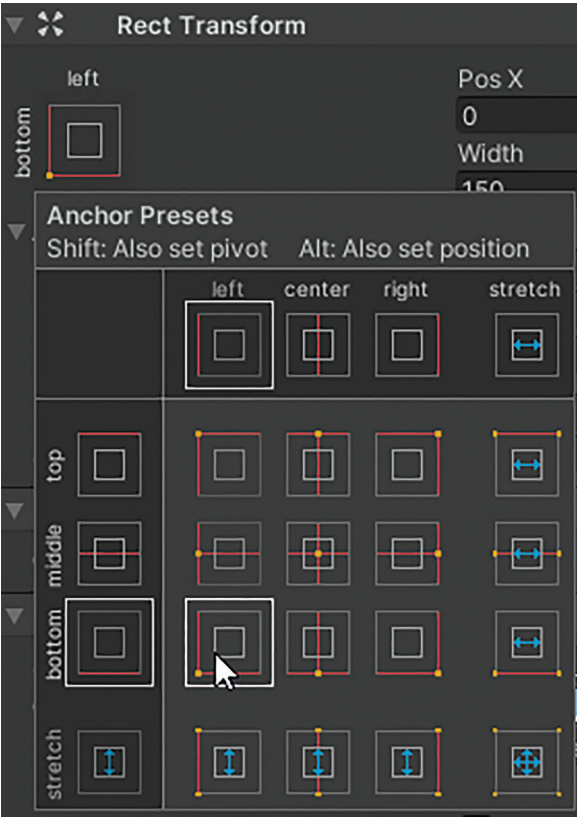 Rect Transform
left
bottom
Pos X
0
Width
150
Anchor Presets
Shift: Also set pivot Alt: Also set position
left center right stretch
top
middle
bottom
stretch